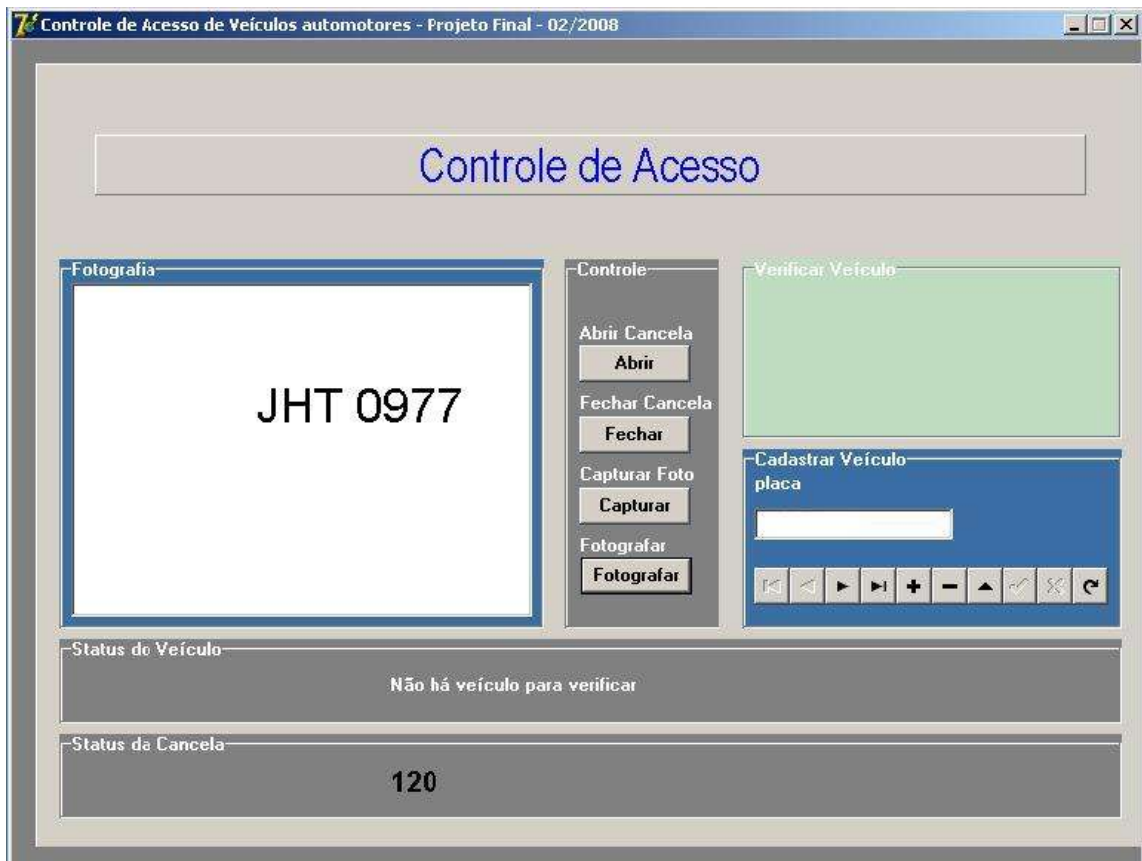 Controle de Acesso de Veículos automotores - Projeto Final - 02/2008
Controle de Acesso
Fotografia
JHT 0977
Controle
Abrir Cancela
Abrir
Fechar Cancela
Fechar
Capturar Foto
Capturar
Fotografar
Fotografar
Verificar Veículo
Cadastrar Veículo
placa
Status do Veículo
Não há veículo para verificar
Status da Cancela
120